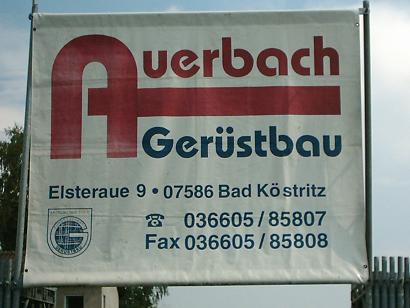 Auerbach
Gerüstbau
Elsteraue 9 • 07586 Bad Köstritz
☎ 036605/85807
Fax 036605/85808